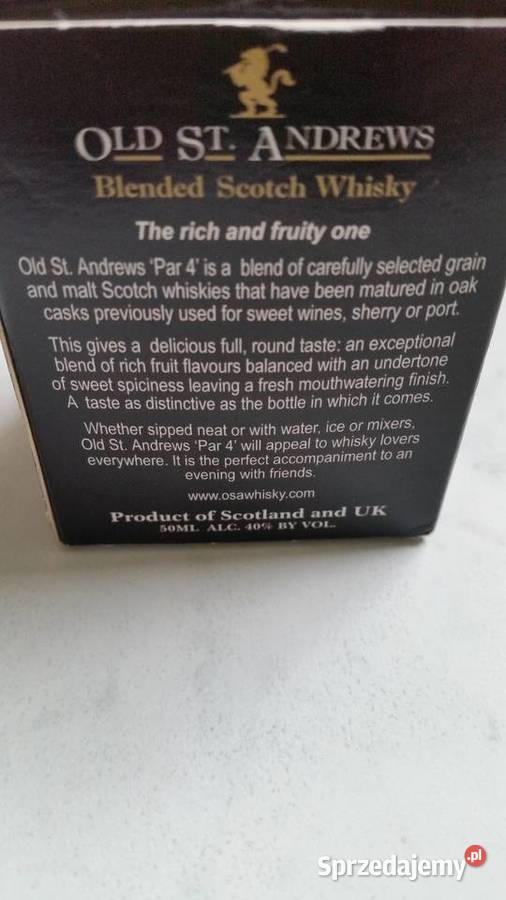 OLD ST. ANDREWS
Blended Scotch Whisky
The rich and fruity one
Old St. Andrews 'Par 4' is a blend of carefully selected grain
and malt Scotch whiskies that have been matured in oak
casks previously used for sweet wines, sherry or port.
This gives a delicious full, round taste: an exceptional
blend of rich fruit flavours balanced with an undertone
of sweet spiciness leaving a fresh mouthwatering finish.
A taste as distinctive as the bottle in which it comes.
Whether sipped neat or with water, ice or mixers,
Old St. Andrews 'Par 4' will appeal to whisky lovers
everywhere. It is the perfect accompaniment to an
evening with friends.
www.osawhisky.com
Product of Scotland and UK
50ML ALC. 40% BY VOL.
Sprzedajemy.pl